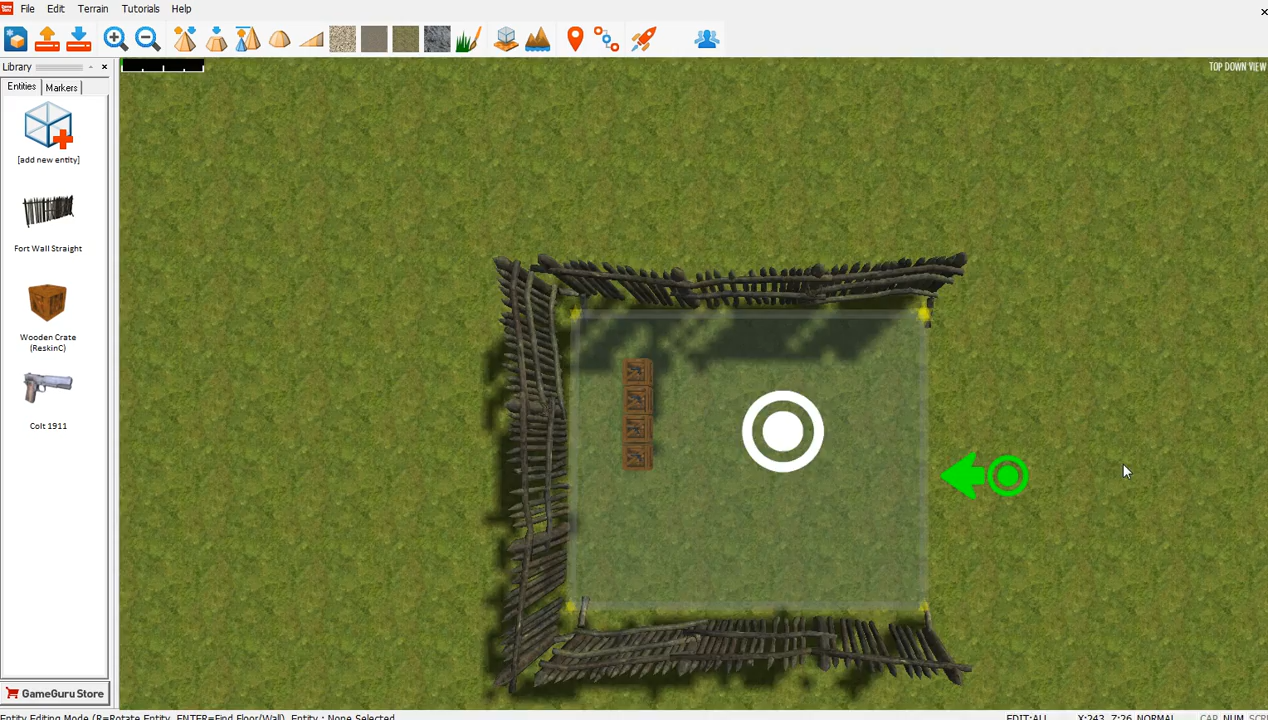 File Edit Terrain Tutorials Help
Library
Entities Markers
TOP DOWN VIEW
[add new entity]
Fort Wall Straight
Wooden Crate
(ReskinC)
Colt 1911
GameGuru Store
Entity Editing Mode (R=Rotate Entity, ENTER=Find Floor/Wall) Entity : None Selected
EDIT:ALL X:243 Z:26 NORMAL CAP NUM SCRL